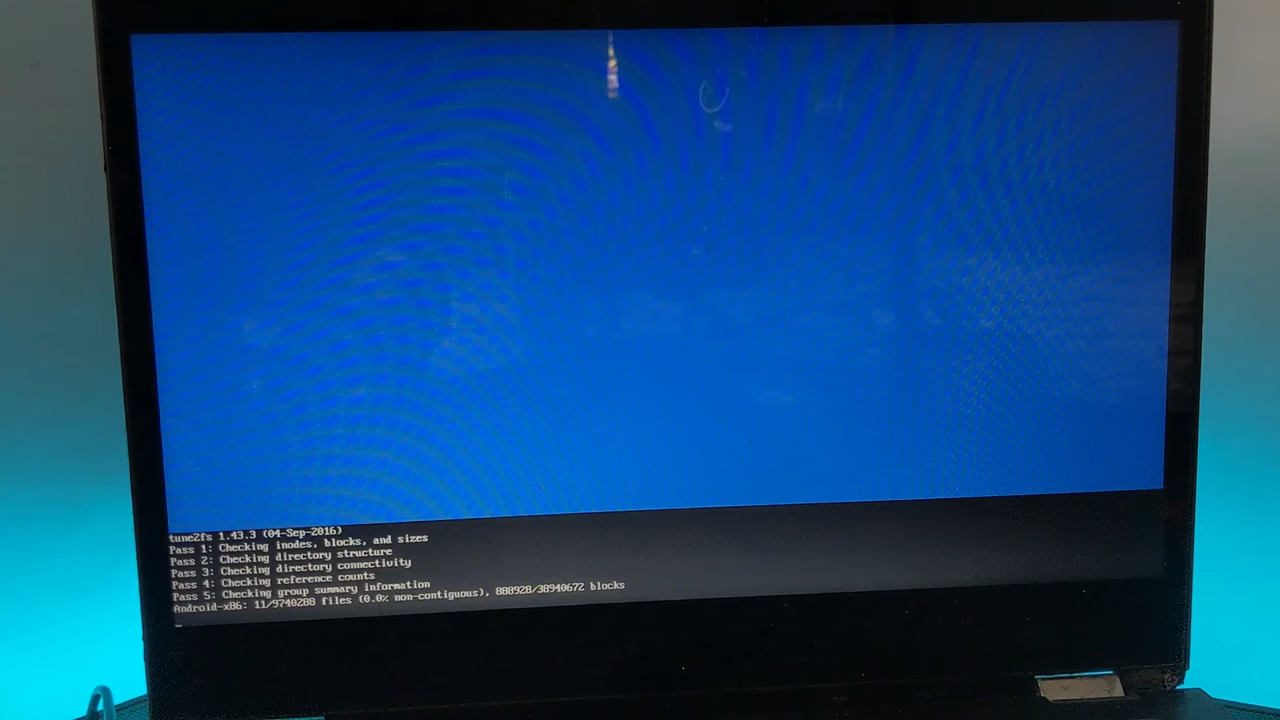 tune2fs 1.43.3 (04-Sep-2016)
Pass 1: Checking inodes, blocks, and sizes
Pass 2: Checking directory structure
Pass 3: Checking directory connectivity
Pass 4: Checking reference counts
Pass 5: Checking group summary information
Android-x86: 11/9740288 files (0.0% non-contiguous), 888928/38940672 blocks